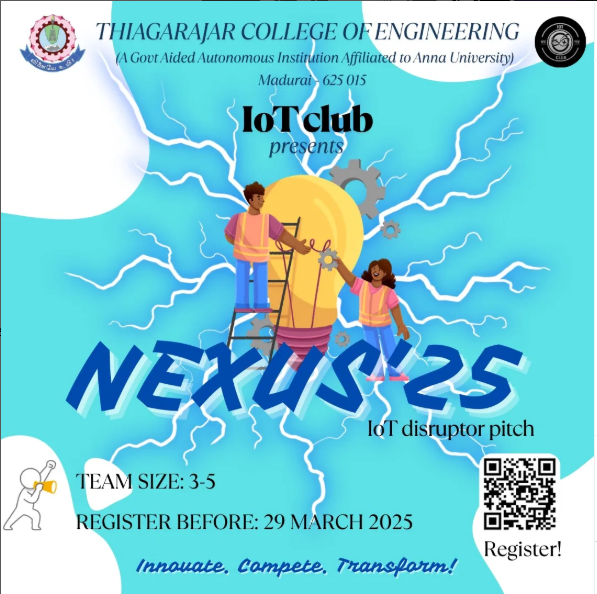 THIAGARAJAR COLLEGE OF ENGINEERING
(A Govt Aided Autonomous Institution Affiliated to Anna University)
Madurai - 625 015
IoT club
presents
NEXUS'25
IoT disruptor pitch
TEAM SIZE: 3-5
REGISTER BEFORE: 29 MARCH 2025
Register!
Innovate. Compete. Transform!